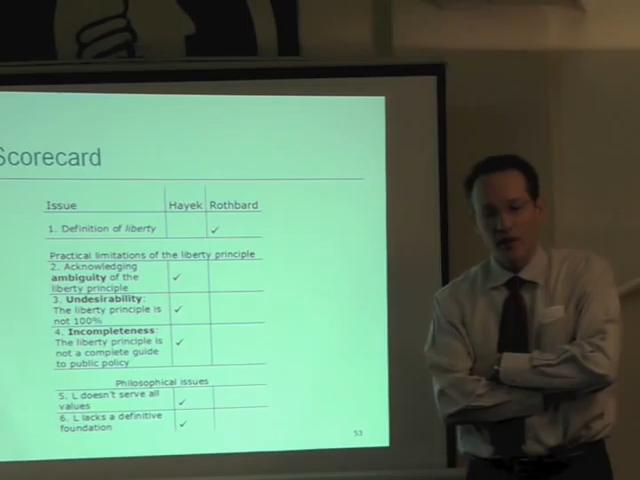 Scorecard
Issue Hayek Rothbard
1. Definition of liberty ✓
Practical limitations of the liberty principle
2. Acknowledging
ambiguity of the ✓
liberty principle
3. Undesirability:
The liberty principle is ✓
not 100%
4. Incompleteness:
The liberty principle is ✓
not a complete guide
to public policy
Philosophical issues
5. L doesn't serve all
values ✓
6. L lacks a definitive
foundation ✓
53